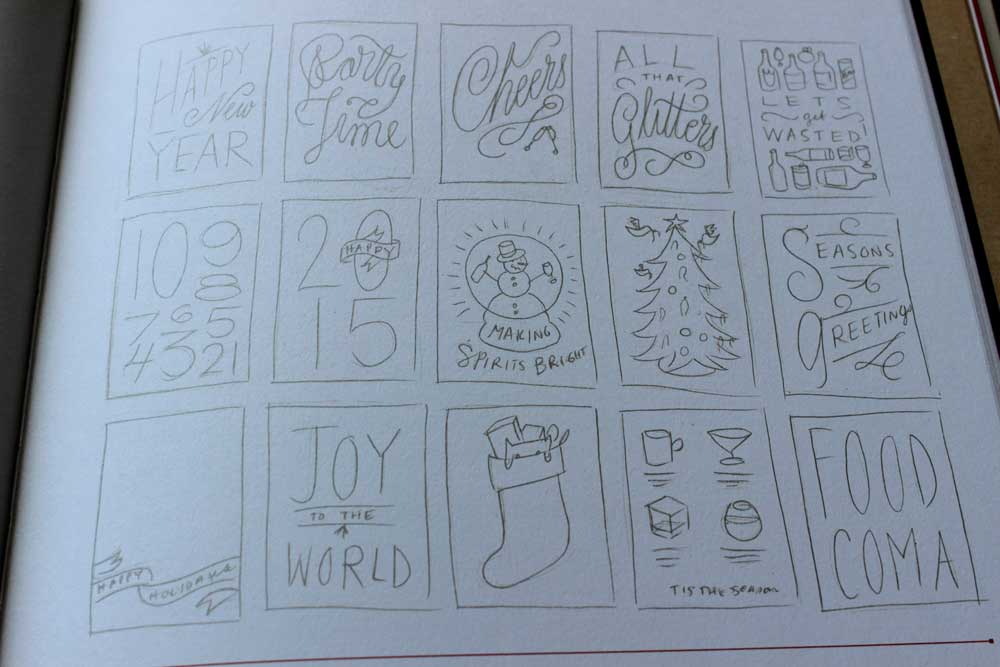 HAPPY
New
YEAR
Party
Time
Cheers
ALL
THAT
Glitters
LETS
get
WASTED!
10 9
8
7 6 5
4 3 2 1
2
HAPPY
15
MAKING
SPIRITS BRIGHT
SEASONS
GREETINGS
HAPPY HOLIDAYS
JOY
TO THE
WORLD
TIS THE SEASON
FOOD
COMA